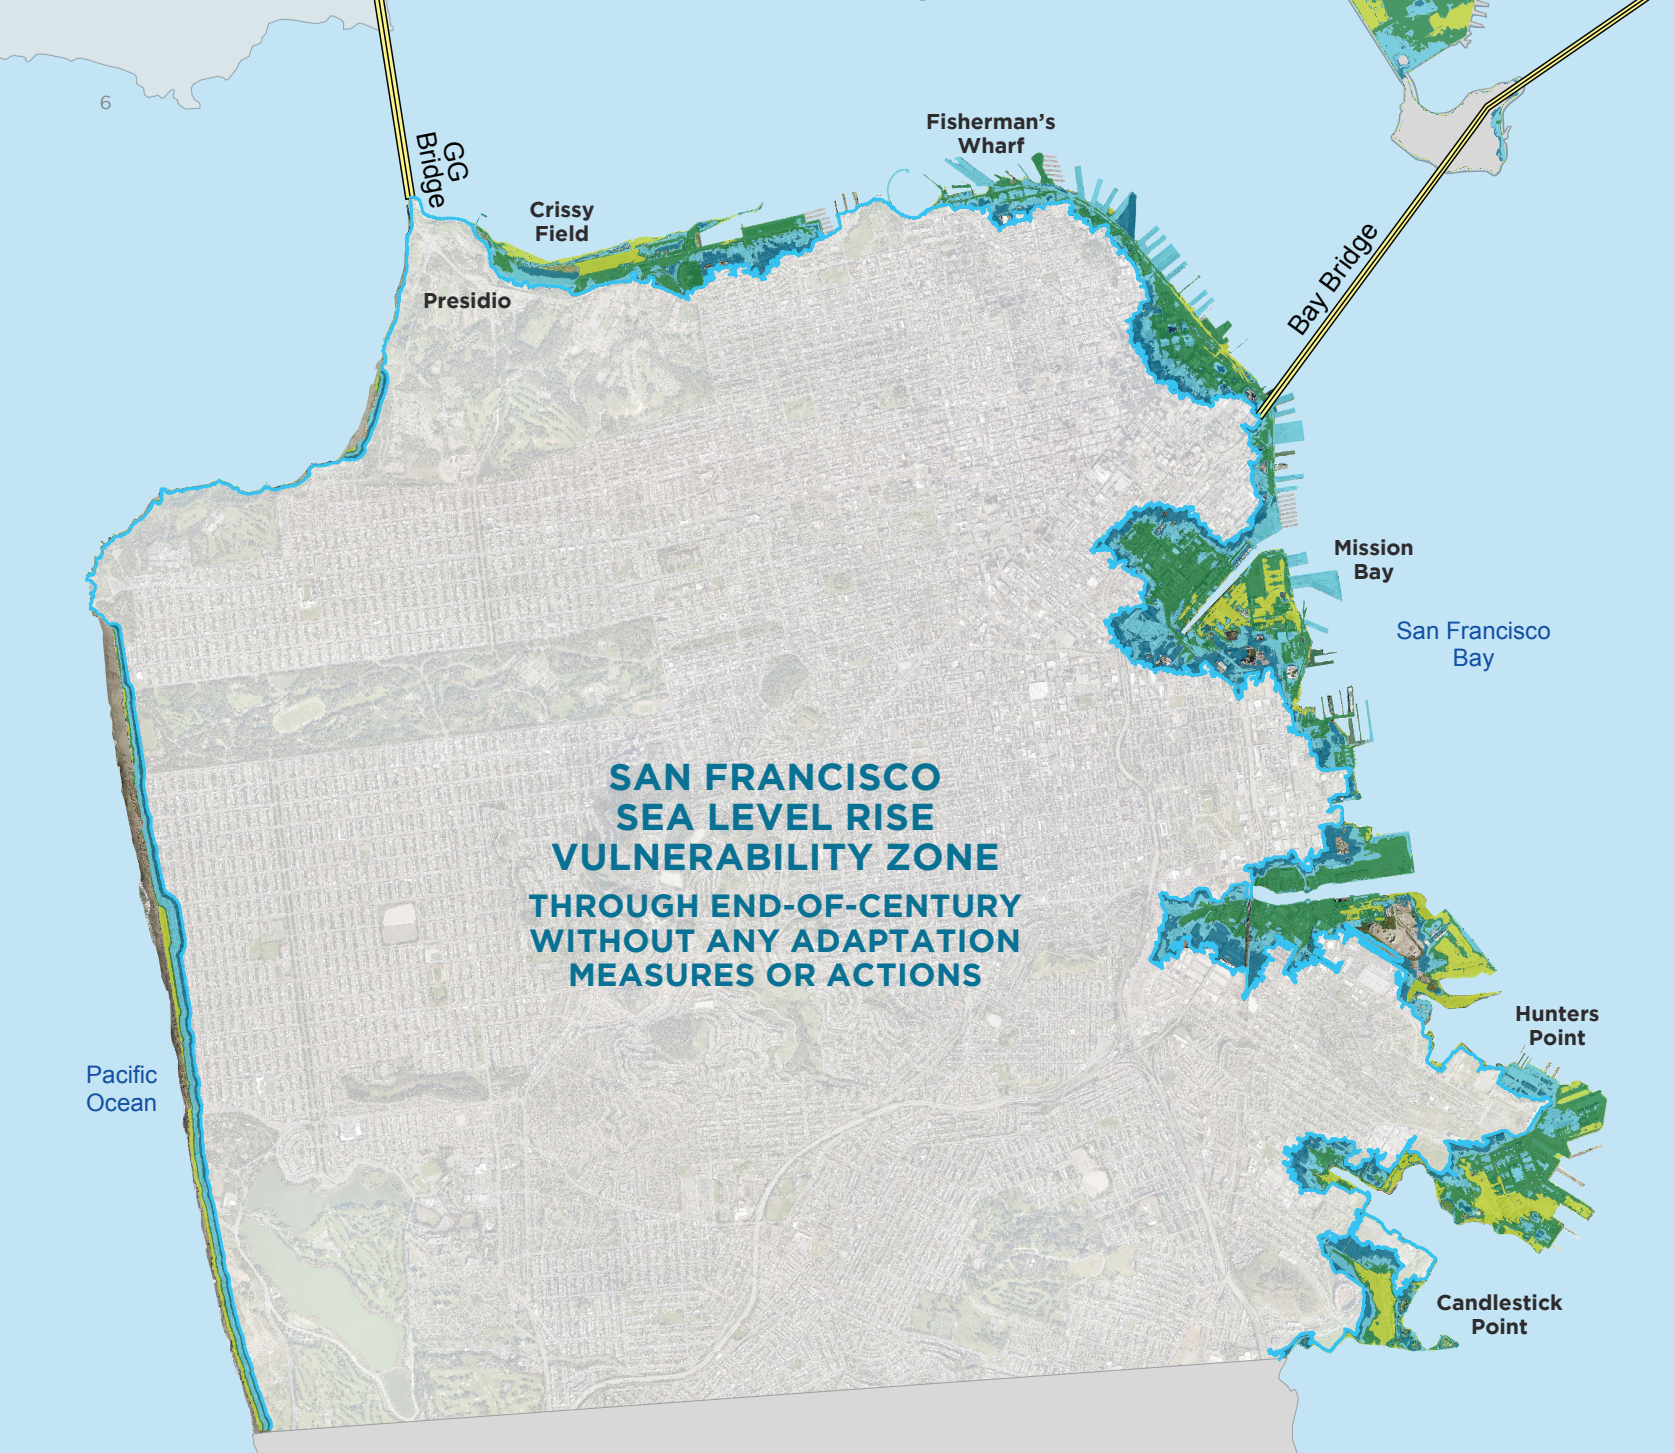 6
GG
Bridge
Fisherman's
Wharf
Crissy
Field
Presidio
Bay Bridge
Mission
Bay
San Francisco
Bay
SAN FRANCISCO
SEA LEVEL RISE
VULNERABILITY ZONE
THROUGH END-OF-CENTURY
WITHOUT ANY ADAPTATION
MEASURES OR ACTIONS
Hunters
Point
Pacific
Ocean
Candlestick
Point